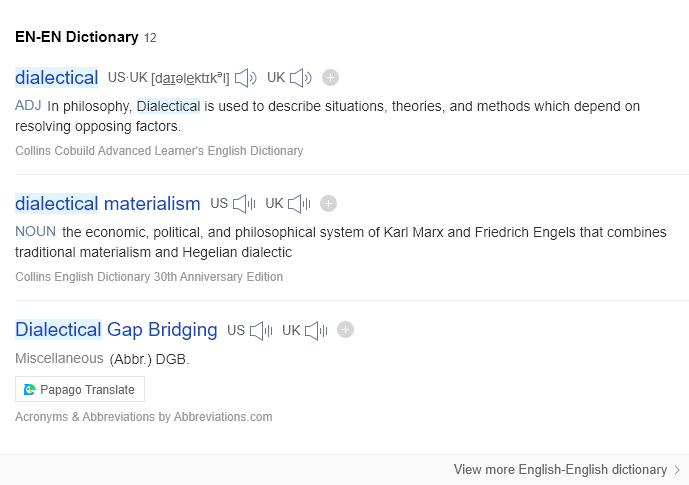 EN-EN Dictionary 12
dialectical US·UK [daɪəlektɪkᵊl] UK
ADJ In philosophy, Dialectical is used to describe situations, theories, and methods which depend on
resolving opposing factors.
Collins Cobuild Advanced Learner's English Dictionary
dialectical materialism US UK
NOUN the economic, political, and philosophical system of Karl Marx and Friedrich Engels that combines
traditional materialism and Hegelian dialectic
Collins English Dictionary 30th Anniversary Edition
Dialectical Gap Bridging US UK
Miscellaneous (Abbr.) DGB.
Papago Translate
Acronyms & Abbreviations by Abbreviations.com
View more English-English dictionary